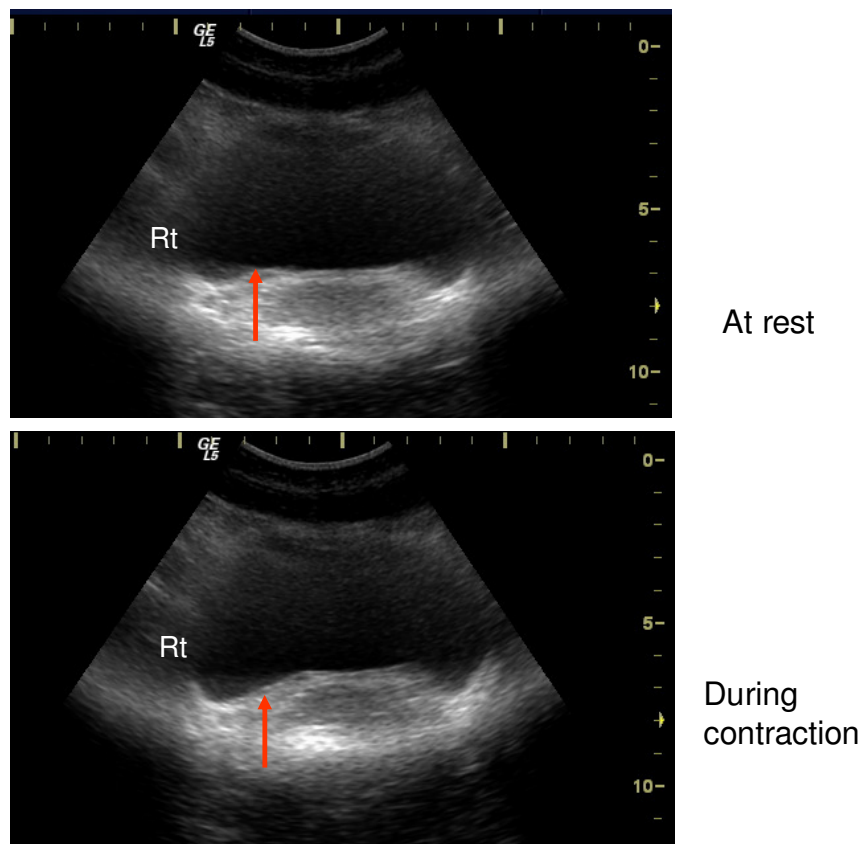 GE
L5
0-
5-
Rt
At rest
10-
GE
L5
0-
5-
Rt
During
contraction
10-